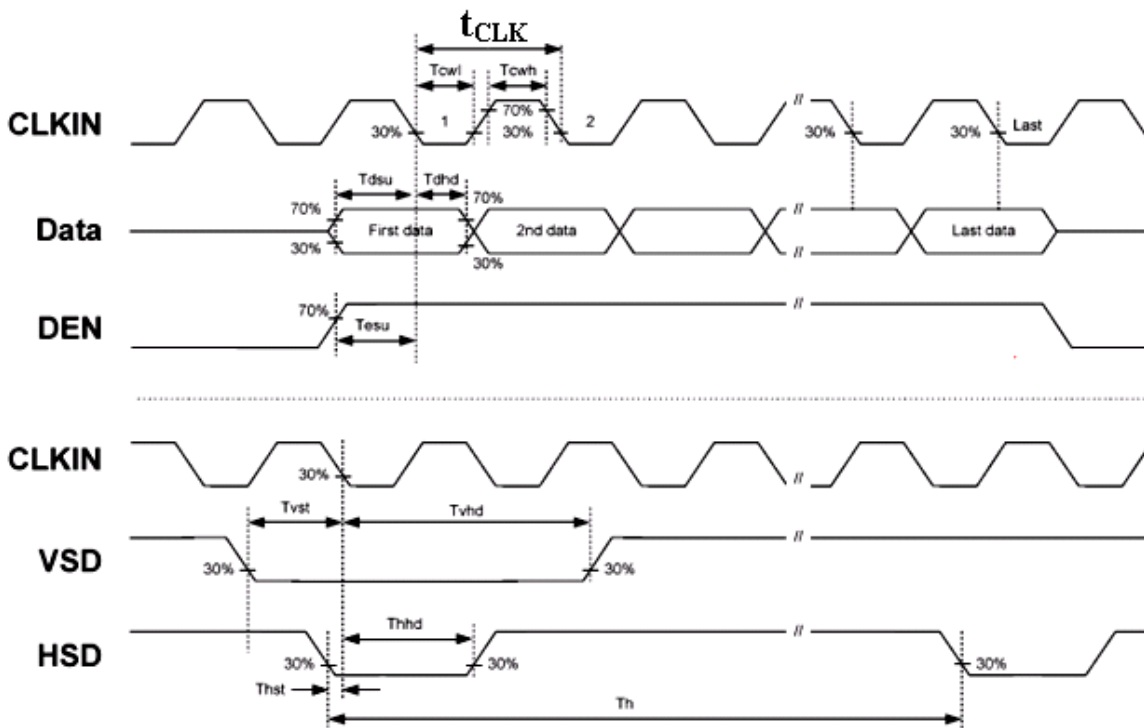 tCLK
Tcwl Tcwh
CLKIN
30% 1 70% 30% 2 30% 30% Last
Tdsu Tdhd
70% 70%
Data
First data 2nd data Last data
30% 30%
DEN
70%
Tesu
CLKIN
30%
Tvst Tvhd
VSD
30% 30%
Thhd
HSD
30% 30% 30%
Thst
Th